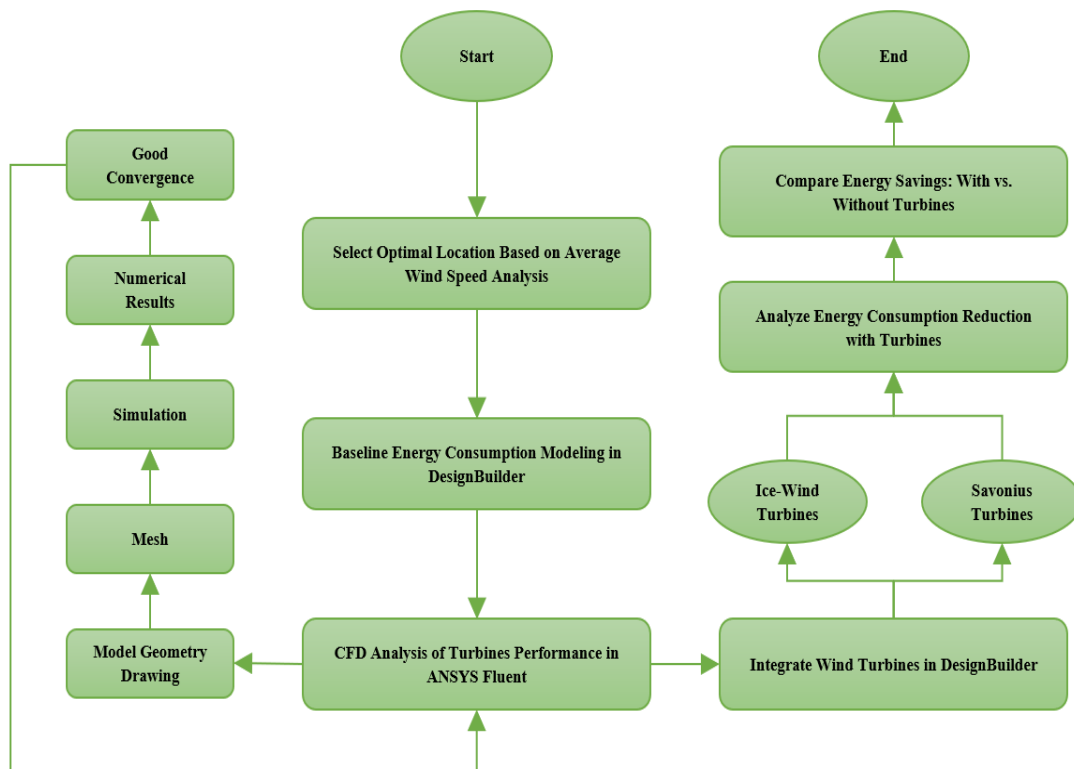 Start
Select Optimal Location Based on Average
Wind Speed Analysis
Baseline Energy Consumption Modeling in
DesignBuilder
CFD Analysis of Turbines Performance in
ANSYS Fluent
Model Geometry
Drawing
Mesh
Simulation
Numerical
Results
Good
Convergence
Integrate Wind Turbines in DesignBuilder
Ice-Wind
Turbines
Savonius
Turbines
Analyze Energy Consumption Reduction
with Turbines
Compare Energy Savings: With vs.
Without Turbines
End